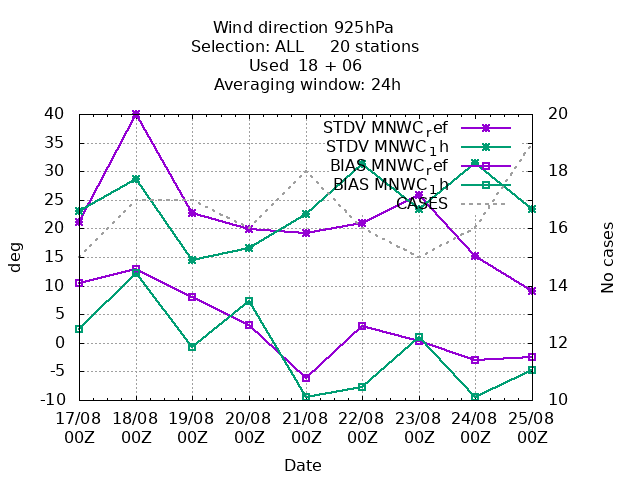 Wind direction 925hPa
Selection: ALL 20 stations
Used 18 + 06
Averaging window: 24h
STDV MNWC_ref
STDV MNWC_1h
BIAS MNWC_ref
BIAS MNWC_1h
CASES
40
35
30
25
20
15
10
5
0
-5
-10
deg
20
18
16
14
12
10
No cases
17/08 18/08 19/08 20/08 21/08 22/08 23/08 24/08 25/08
00Z 00Z 00Z 00Z 00Z 00Z 00Z 00Z 00Z
Date